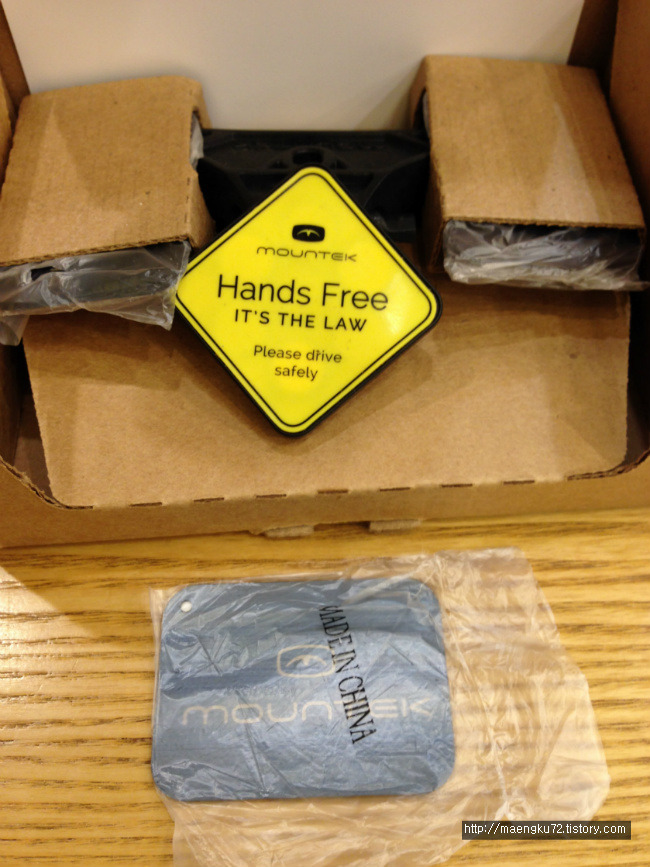 MOUNTEK
Hands Free
IT'S THE LAW
Please drive
safely
MADE IN CHINA
MOUNTEK
http://maengku72.tistory.com